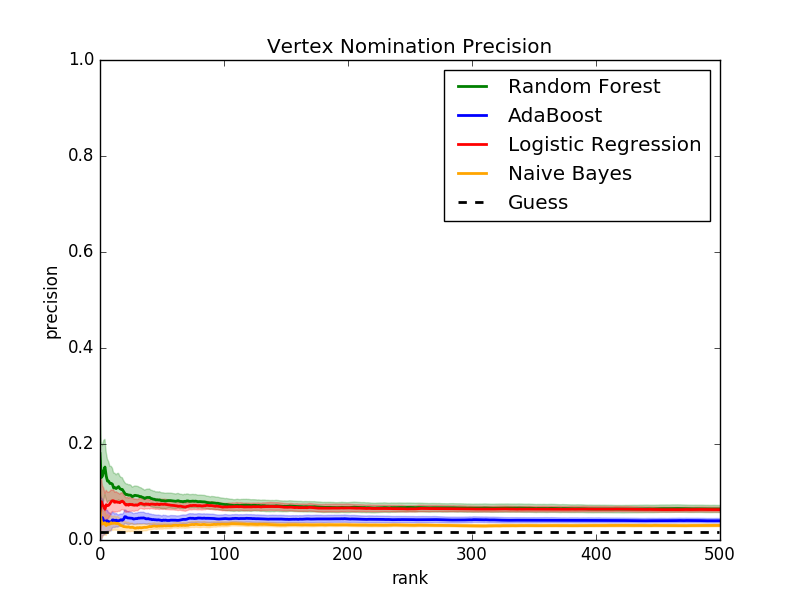 Vertex Nomination Precision
1.0
0.8
0.6
0.4
0.2
0.0
precision
Random Forest
AdaBoost
Logistic Regression
Naive Bayes
Guess
0
100
200
300
400
500
rank